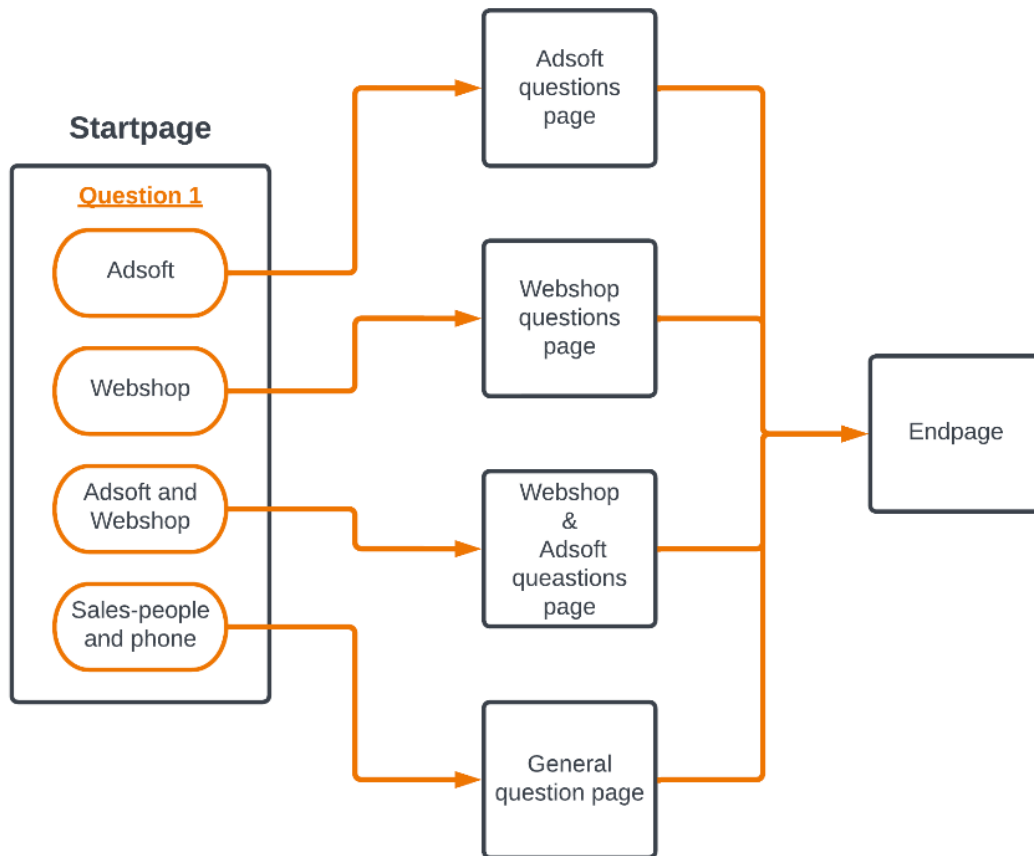 Startpage
Question 1
Adsoft
Webshop
Adsoft and
Webshop
Sales-people
and phone
Adsoft
questions
page
Webshop
questions
page
Webshop
&
Adsoft
queastions
page
General
question page
Endpage